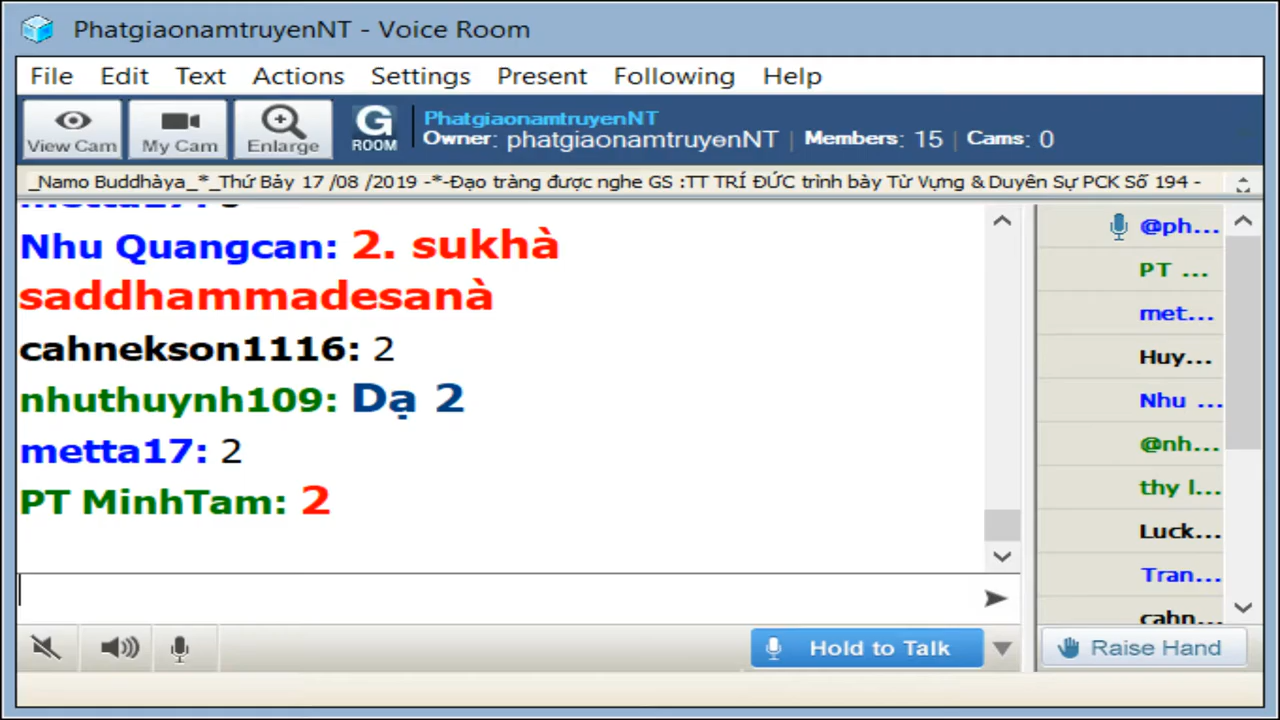 PhatgiaonamtruyenNT - Voice Room
File Edit Text Actions Settings Present Following Help
View Cam My Cam Enlarge G ROOM
PhatgiaonamtruyenNT
Owner: phatgiaonamtruyenNT | Members: 15 | Cams: 0
_Namo Buddhàya_*_Thứ Bảy 17 /08 /2019 -*-Đạo tràng được nghe GS :TT TRÍ ĐỨC trình bày Từ Vựng & Duyên Sự PCK Số 194 -
Nhu Quangcan: 2. sukhà
saddhammadesanà
cahnekson1116: 2
nhuthuynh109: Dạ 2
metta17: 2
PT MinhTam: 2
@ph...
PT ...
met...
Huy...
Nhu ...
@nh...
thy l...
Luck...
Tran...
cahn...
Hold to Talk
Raise Hand